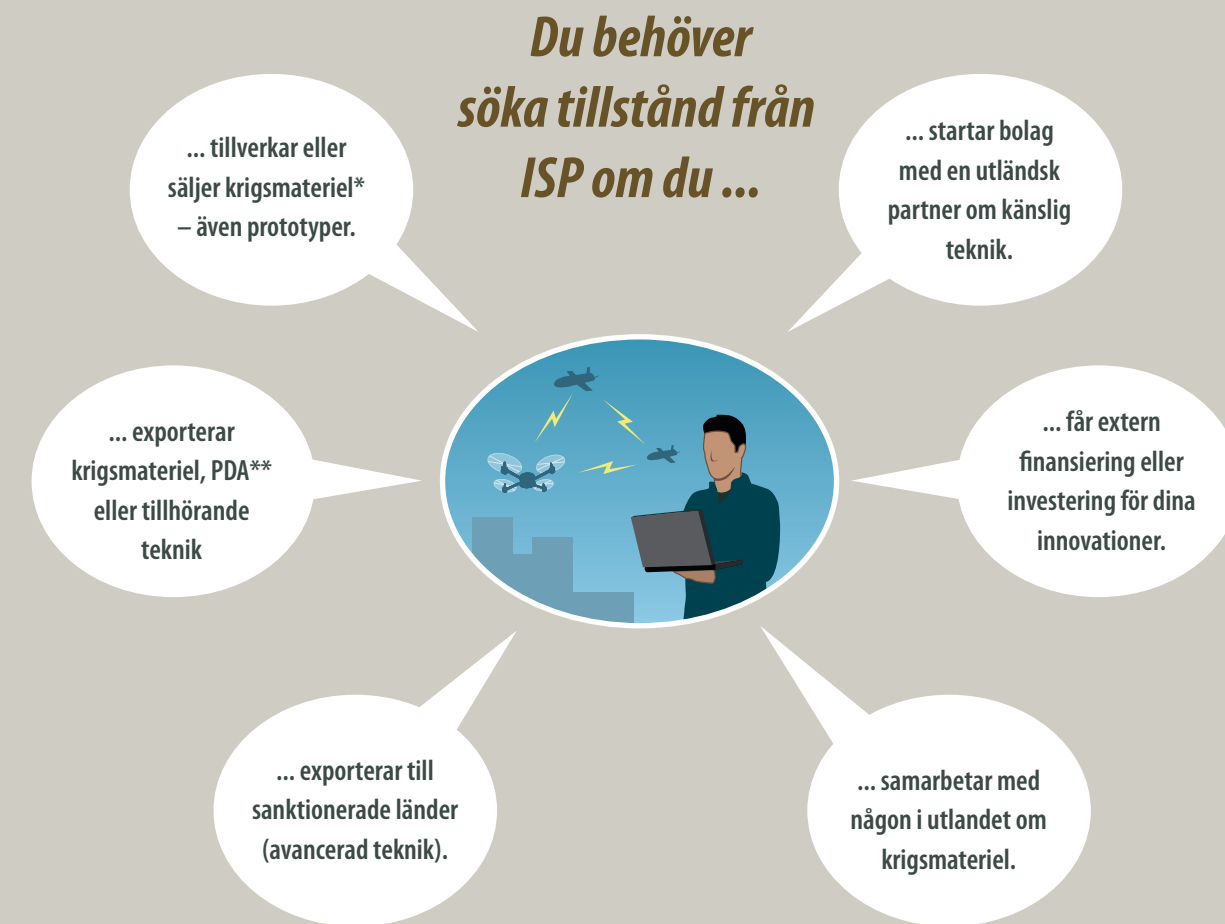 Du behöver
söka tillstånd från
ISP om du ...
... tillverkar eller
säljer krigsmateriel*
– även prototyper.
... startar bolag
med en utländsk
partner om känslig
teknik.
... exporterar
krigsmateriel, PDA**
eller tillhörande
teknik
... får extern
finansiering eller
investering för dina
innovationer.
... exporterar till
sanktionerade länder
(avancerad teknik).
... samarbetar med
någon i utlandet om
krigsmateriel.